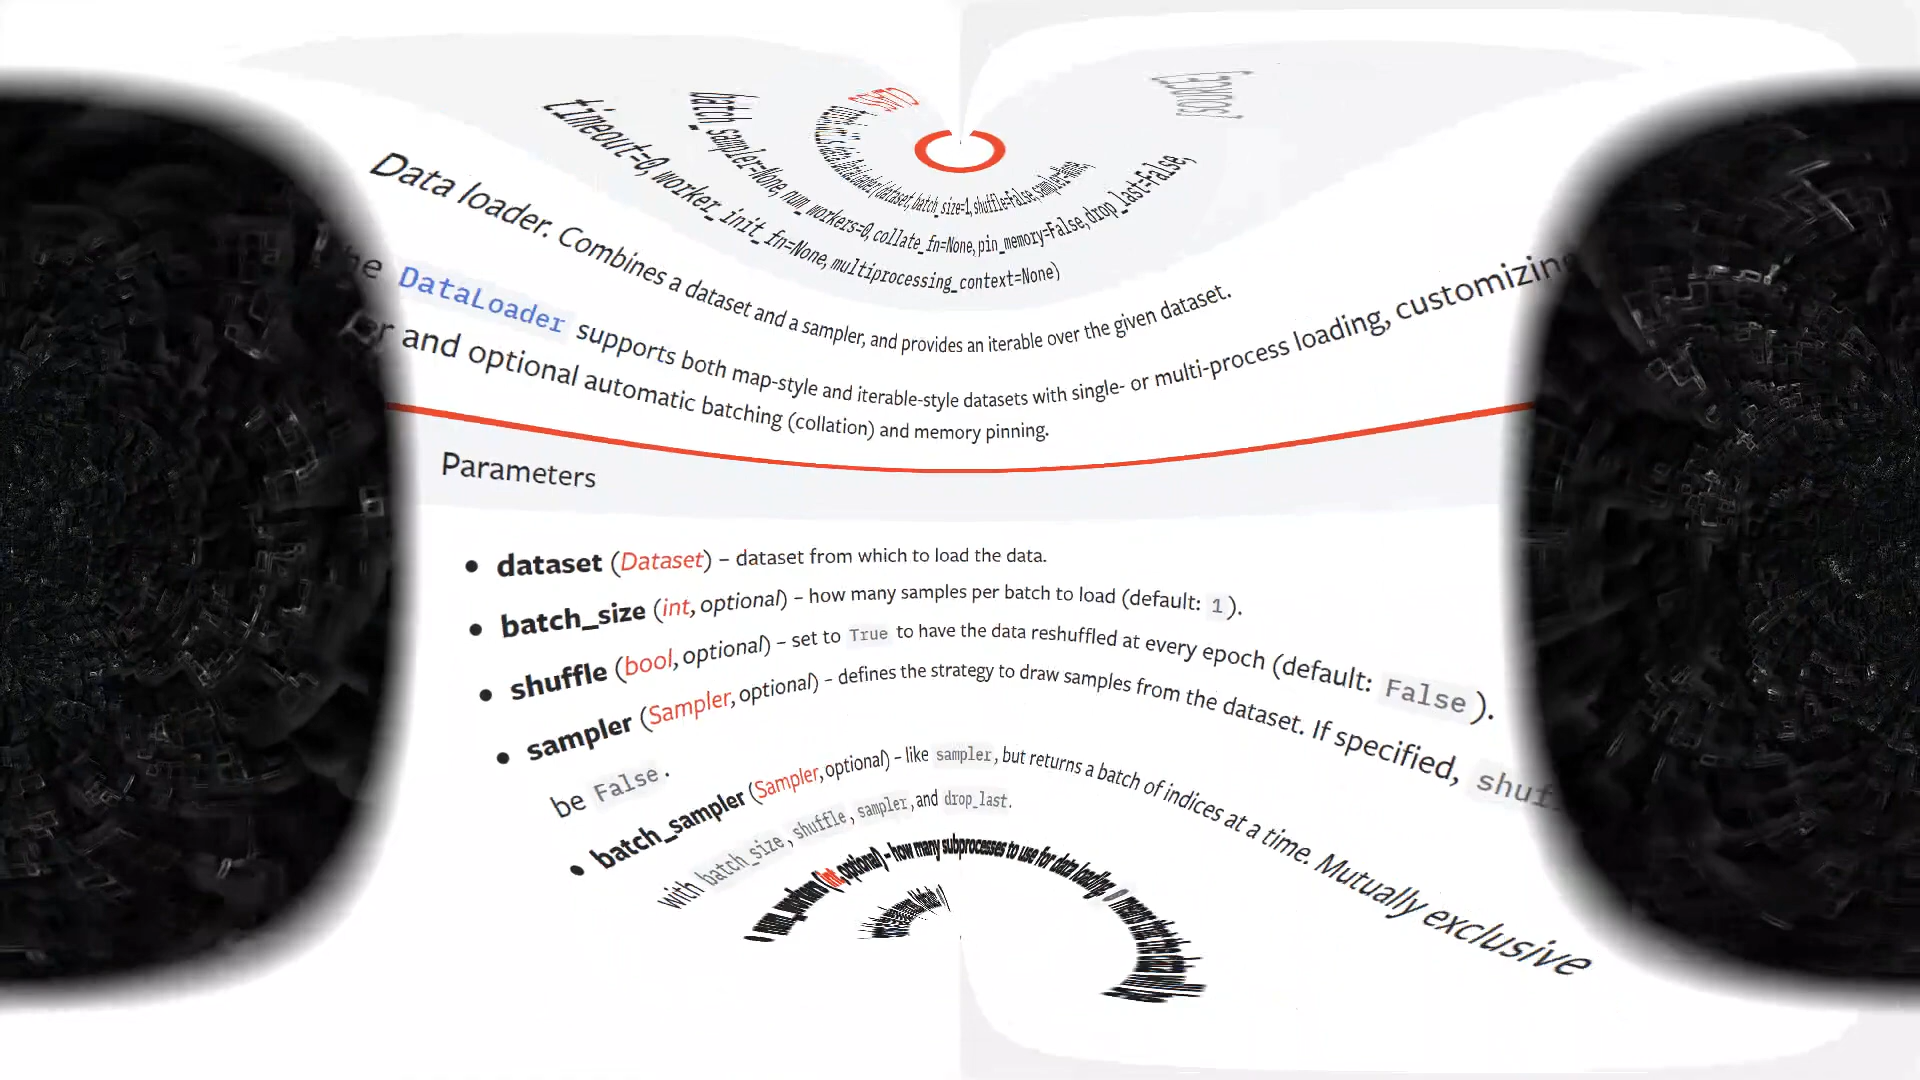 [SOURCE]
(dataset, batch_size=1, shuffle=False, sampler=None,
batch_sampler=None, num_workers=0, collate_fn=None, pin_memory=False, drop_last=False,
timeout=0, worker_init_fn=None, multiprocessing_context=None)
Data loader. Combines a dataset and a sampler, and provides an iterable over the given dataset.
DataLoader supports both map-style and iterable-style datasets with single- or multi-process loading, customizing
and optional automatic batching (collation) and memory pinning.
Parameters
• dataset (Dataset) – dataset from which to load the data.
• batch_size (int, optional) – how many samples per batch to load (default: 1).
• shuffle (bool, optional) – set to True to have the data reshuffled at every epoch (default: False).
• sampler (Sampler, optional) – defines the strategy to draw samples from the dataset. If specified, shuf
be False.
• batch_sampler (Sampler, optional) – like sampler, but returns a batch of indices at a time. Mutually exclusive
with batch_size, shuffle, sampler, and drop_last.
num_workers (int, optional) – how many subprocesses to use for data loading. 0 means that the data